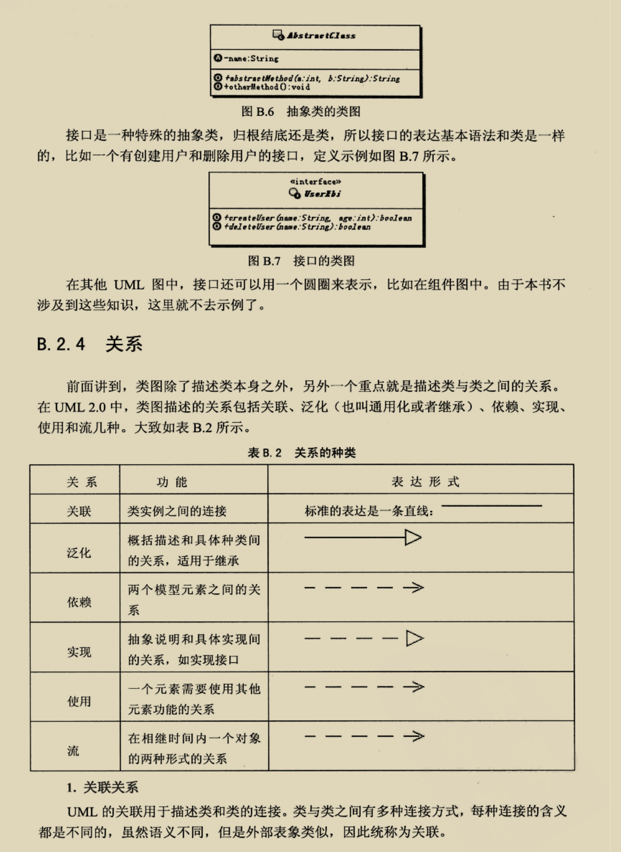 AbstractClass
-name:String
+abstractMethod(a:int, b:String):String
+otherMethod():void
图 B.6 抽象类的类图
接口是一种特殊的抽象类，归根结底还是类，所以接口的表达基本语法和类是一样
的，比如一个有创建用户和删除用户的接口，定义示例如图 B.7 所示。
«interface»
UserEbi
+createUser(name:String, age:int):boolean
+deleteUser(name:String):boolean
图 B.7 接口的类图
在其他 UML 图中，接口还可以用一个圆圈来表示，比如在组件图中。由于本书不
涉及到这些知识，这里就不去示例了。
B.2.4 关系
前面讲到，类图除了描述类本身之外，另外一个重点就是描述类与类之间的关系。
在 UML 2.0 中，类图描述的关系包括关联、泛化（也叫通用化或者继承）、依赖、实现、
使用和流几种。大致如表 B.2 所示。
表 B.2 关系的种类
关 系 功 能 表 达 形 式
关联 类实例之间的连接 标准的表达是一条直线：
泛化 概括描述和具体种类间
的关系，适用于继承
依赖 两个模型元素之间的关
系
实现 抽象说明和具体实现间
的关系，如实现接口
使用 一个元素需要使用其他
元素功能的关系
流 在相继时间内一个对象
的两种形式的关系
1. 关联关系
UML 的关联用于描述类和类的连接。类与类之间有多种连接方式，每种连接的含义
都是不同的，虽然语义不同，但是外部表象类似，因此统称为关联。